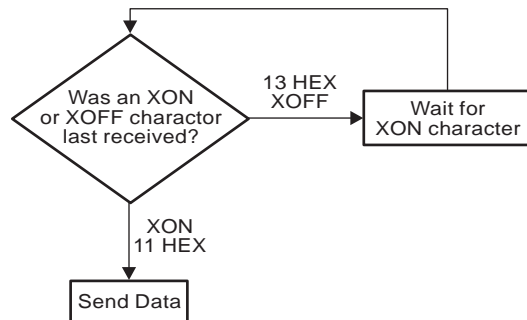 Was an XON
or XOFF charactor
last received?
13 HEX
XOFF
Wait for
XON character
XON
11 HEX
Send Data